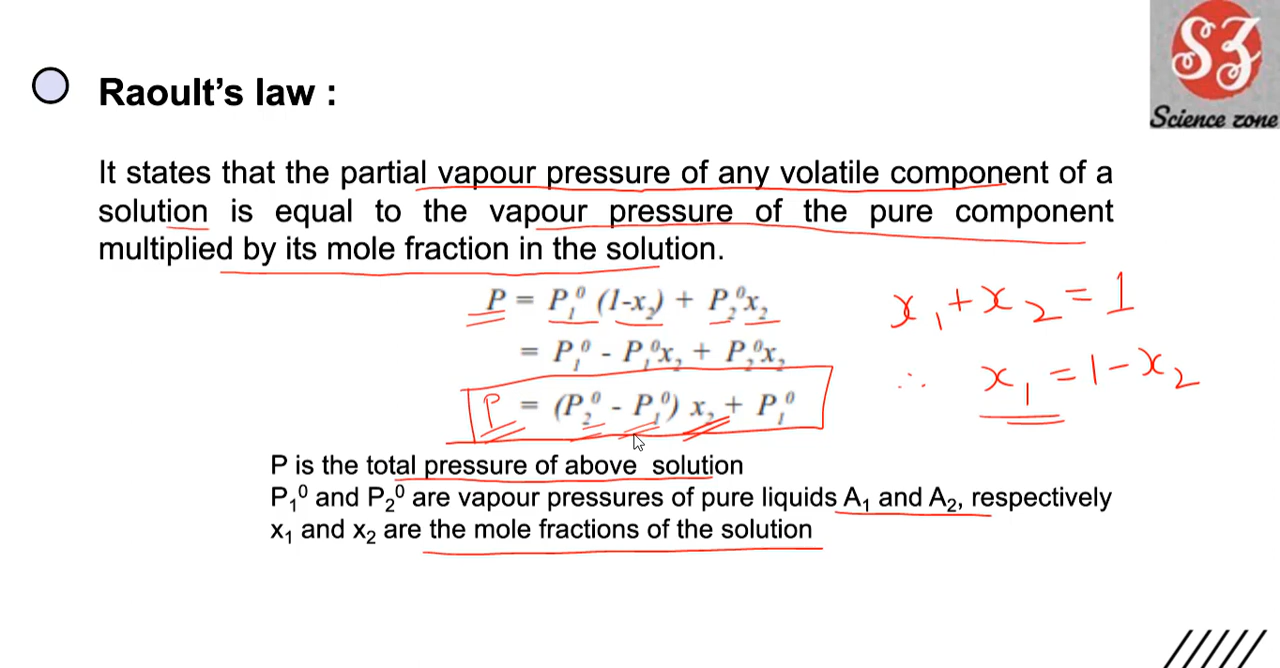 SZ
Science zone
Raoult’s law :
It states that the partial vapour pressure of any volatile component of a
solution is equal to the vapour pressure of the pure component
multiplied by its mole fraction in the solution.
P = P₁⁰ (1-x₂) + P₂⁰x₂
= P₁⁰ - P₁⁰x₂ + P₂⁰x₂
P = (P₂⁰ - P₁⁰) x₂ + P₁⁰
x₁ + x₂ = 1
∴ x₁ = 1 - x₂
P is the total pressure of above solution
P₁⁰ and P₂⁰ are vapour pressures of pure liquids A₁ and A₂, respectively
x₁ and x₂ are the mole fractions of the solution